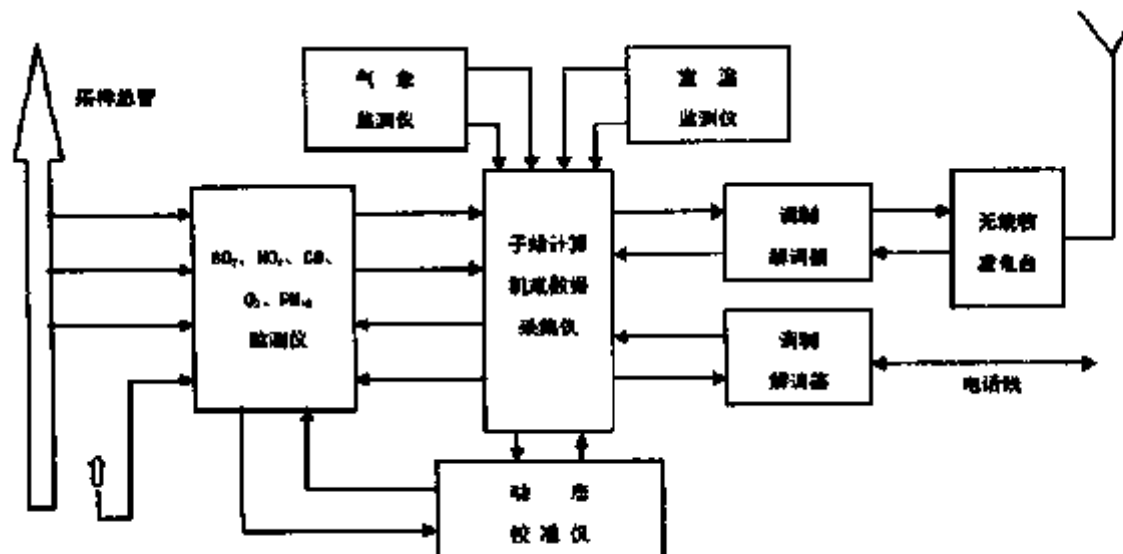 采样总管
气 象
监测仪
室 温
监测仪
SO₂、NO₂、CO、
O₃、PM₁₀
监测仪
子站计算
机或数据
采集仪
调制
解调器
无线收
发电台
调制
解调器
电话线
动 态
校 准 仪